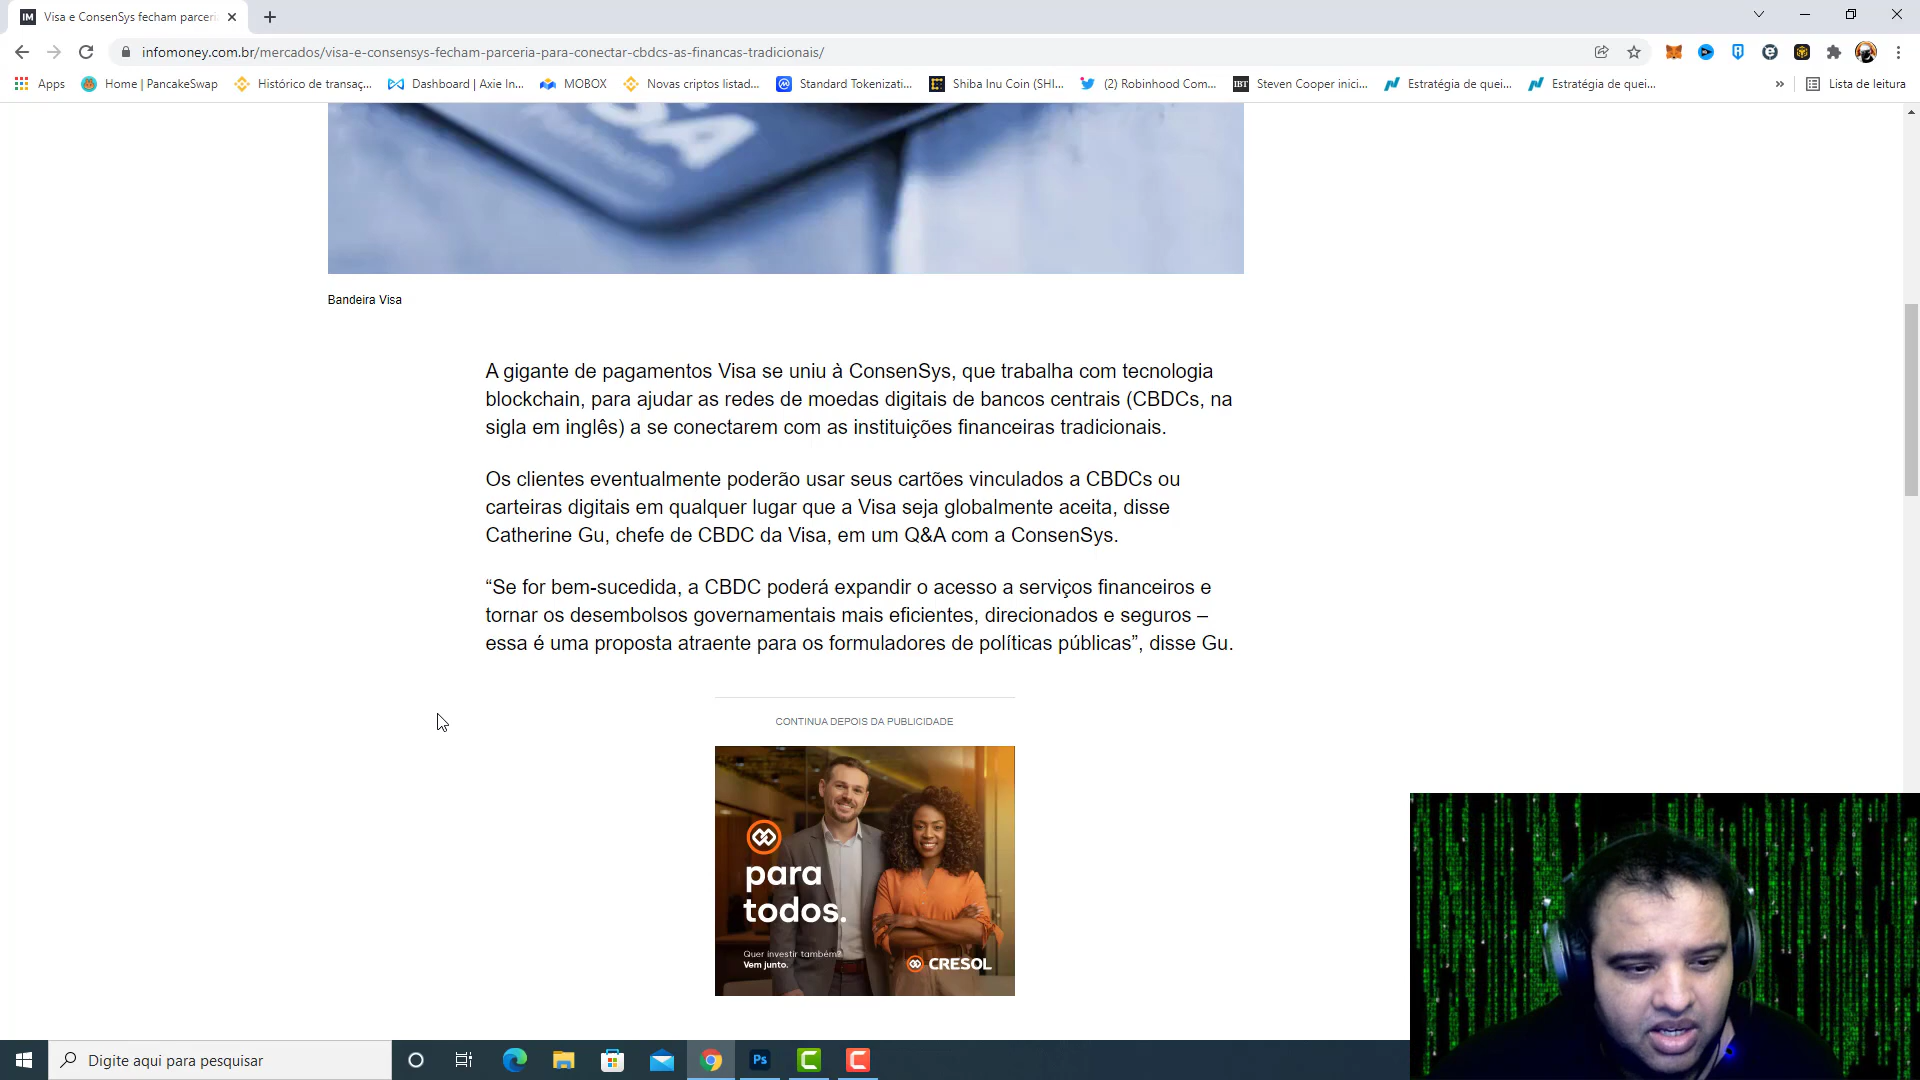 Visa e ConsenSys fecham parceri
infomoney.com.br/mercados/visa-e-consensys-fecham-parceria-para-conectar-cbdcs-as-financas-tradicionais/
Apps
Home | PancakeSwap
Histórico de transaç...
Dashboard | Axie In...
MOBOX
Novas criptos listad...
Standard Tokenizati...
Shiba Inu Coin (SHI...
(2) Robinhood Com...
Steven Cooper inici...
Estratégia de quei...
Estratégia de quei...
»
Lista de leitura
Bandeira Visa
A gigante de pagamentos Visa se uniu à ConsenSys, que trabalha com tecnologia
blockchain, para ajudar as redes de moedas digitais de bancos centrais (CBDCs, na
sigla em inglês) a se conectarem com as instituições financeiras tradicionais.
Os clientes eventualmente poderão usar seus cartões vinculados a CBDCs ou
carteiras digitais em qualquer lugar que a Visa seja globalmente aceita, disse
Catherine Gu, chefe de CBDC da Visa, em um Q&A com a ConsenSys.
“Se for bem-sucedida, a CBDC poderá expandir o acesso a serviços financeiros e
tornar os desembolsos governamentais mais eficientes, direcionados e seguros –
essa é uma proposta atraente para os formuladores de políticas públicas”, disse Gu.
CONTINUA DEPOIS DA PUBLICIDADE
para
todos.
Quer investir também?
Vem junto.
CRESOL
Digite aqui para pesquisar